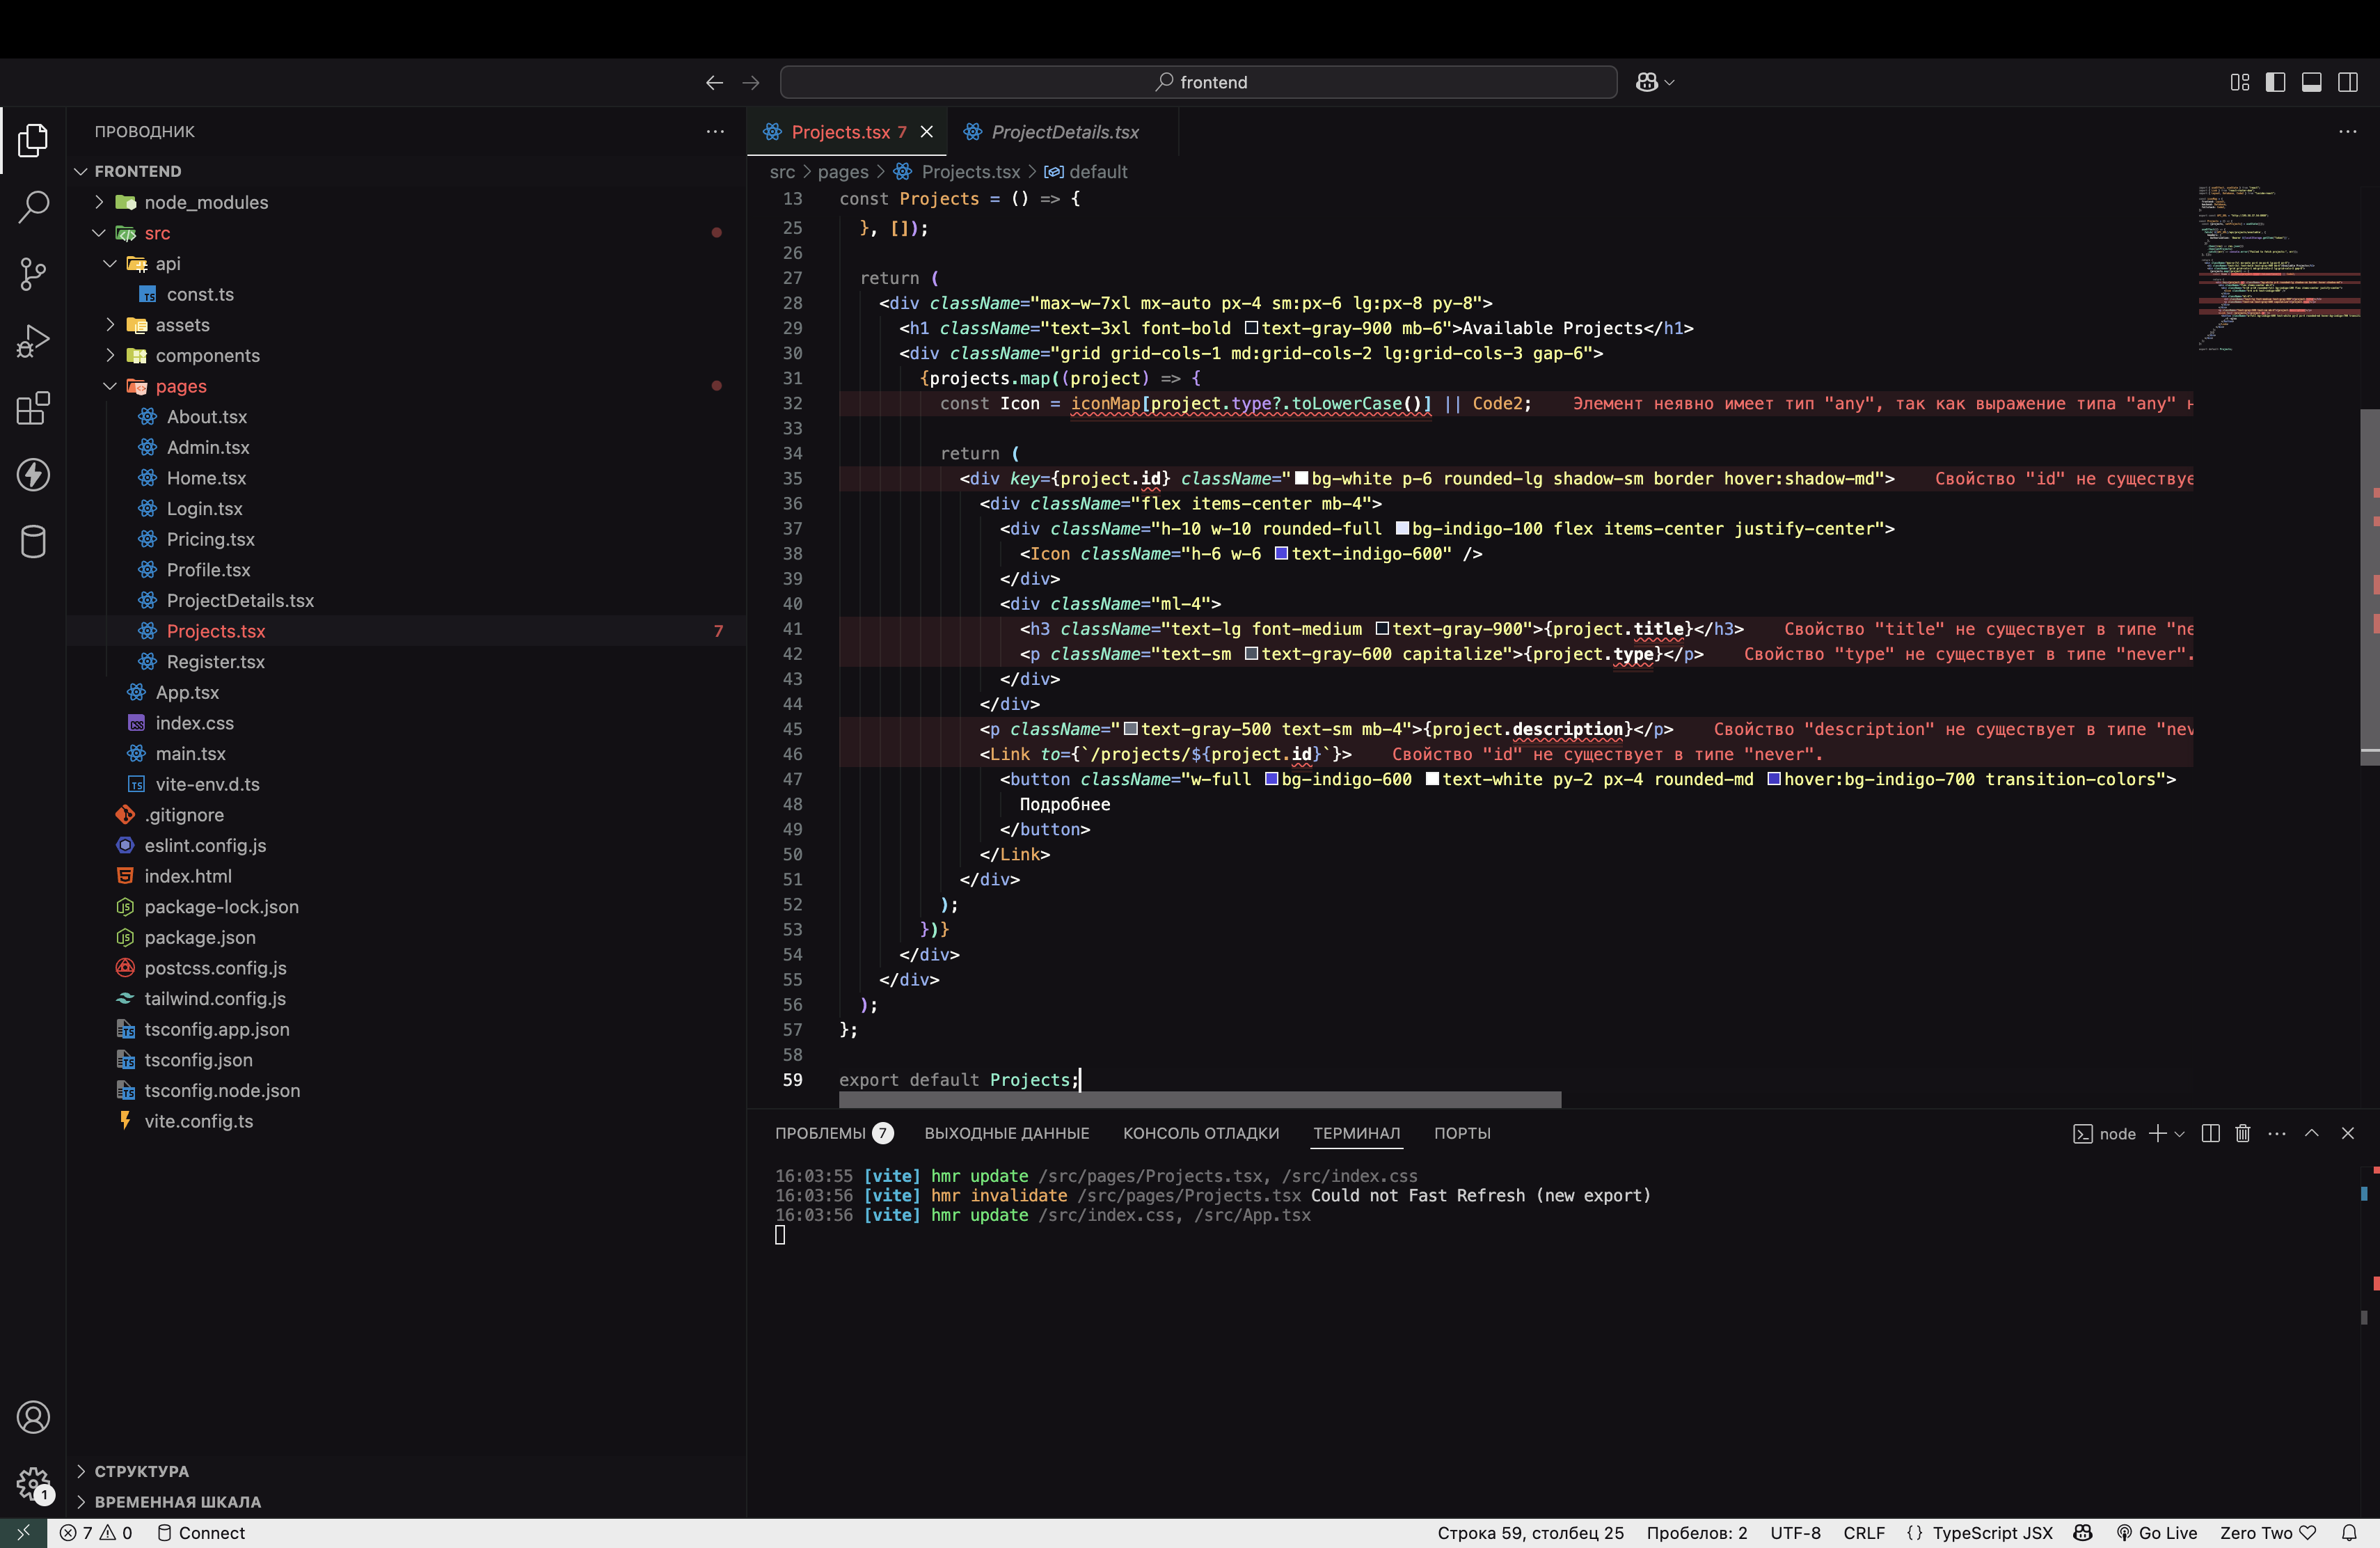 frontend
ПРОВОДНИК
FRONTEND
node_modules
src
api
const.ts
assets
components
pages
About.tsx
Admin.tsx
Home.tsx
Login.tsx
Pricing.tsx
Profile.tsx
ProjectDetails.tsx
Projects.tsx 7
Register.tsx
App.tsx
index.css
main.tsx
vite-env.d.ts
.gitignore
eslint.config.js
index.html
package-lock.json
package.json
postcss.config.js
tailwind.config.js
tsconfig.app.json
tsconfig.json
tsconfig.node.json
vite.config.ts
СТРУКТУРА
ВРЕМЕННАЯ ШКАЛА
1
Projects.tsx 7
ProjectDetails.tsx
src > pages > Projects.tsx > default
13 const Projects = () => {
25 }, []);
26
27 return (
28 <div className="max-w-7xl mx-auto px-4 sm:px-6 lg:px-8 py-8">
29 <h1 className="text-3xl font-bold text-gray-900 mb-6">Available Projects</h1>
30 <div className="grid grid-cols-1 md:grid-cols-2 lg:grid-cols-3 gap-6">
31 {projects.map((project) => {
32 const Icon = iconMap[project.type?.toLowerCase()] || Code2; Элемент неявно имеет тип "any", так как выражение типа "any" н
33
34 return (
35 <div key={project.id} className="bg-white p-6 rounded-lg shadow-sm border hover:shadow-md"> Свойство "id" не существуе
36 <div className="flex items-center mb-4">
37 <div className="h-10 w-10 rounded-full bg-indigo-100 flex items-center justify-center">
38 <Icon className="h-6 w-6 text-indigo-600" />
39 </div>
40 <div className="ml-4">
41 <h3 className="text-lg font-medium text-gray-900">{project.title}</h3> Свойство "title" не существует в типе "ne
42 <p className="text-sm text-gray-600 capitalize">{project.type}</p> Свойство "type" не существует в типе "never".
43 </div>
44 </div>
45 <p className="text-gray-500 text-sm mb-4">{project.description}</p> Свойство "description" не существует в типе "nev
46 <Link to={`/projects/${project.id}`}> Свойство "id" не существует в типе "never".
47 <button className="w-full bg-indigo-600 text-white py-2 px-4 rounded-md hover:bg-indigo-700 transition-colors">
48 Подробнее
49 </button>
50 </Link>
51 </div>
52 );
53 })}
54 </div>
55 </div>
56 );
57 };
58
59 export default Projects;
ПРОБЛЕМЫ 7 ВЫХОДНЫЕ ДАННЫЕ КОНСОЛЬ ОТЛАДКИ ТЕРМИНАЛ ПОРТЫ node
16:03:55 [vite] hmr update /src/pages/Projects.tsx, /src/index.css
16:03:56 [vite] hmr invalidate /src/pages/Projects.tsx Could not Fast Refresh (new export)
16:03:56 [vite] hmr update /src/index.css, /src/App.tsx
7 0 Connect Строка 59, столбец 25 Пробелов: 2 UTF-8 CRLF {} TypeScript JSX Go Live Zero Two